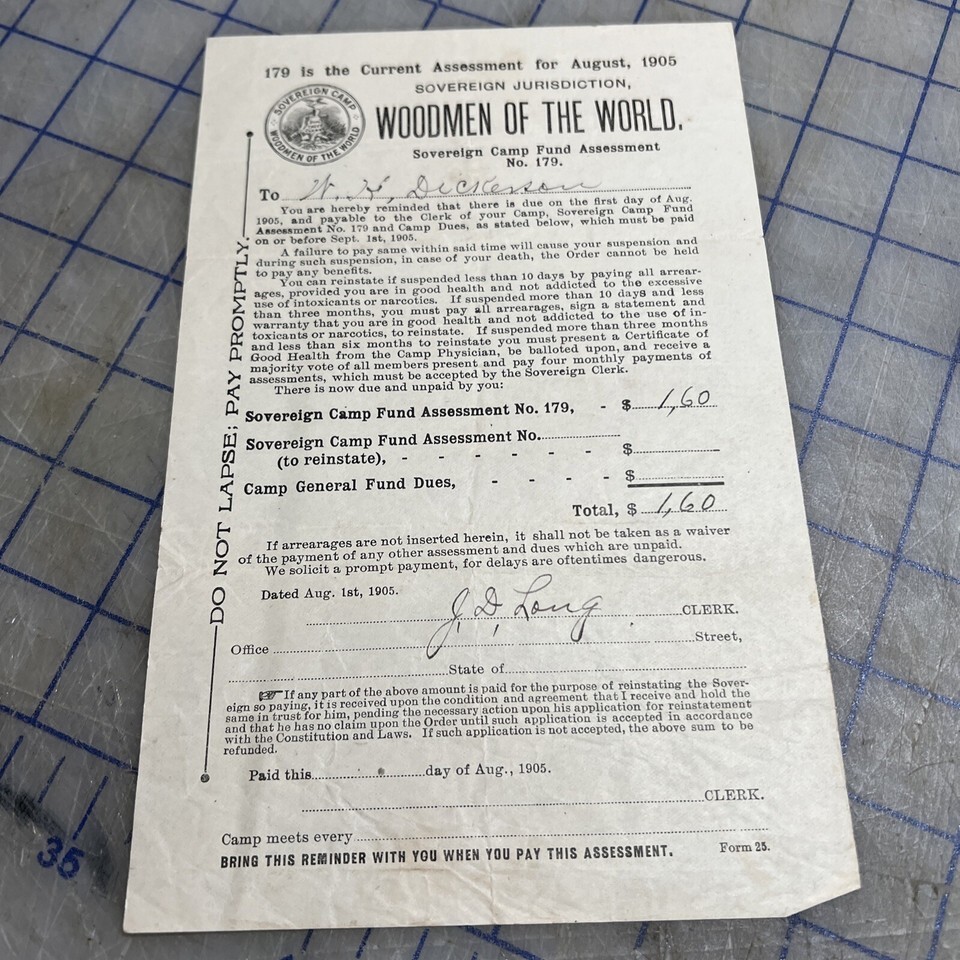 179 is the Current Assessment for August, 1905
SOVEREIGN JURISDICTION,
SOVEREIGN CAMP
WOODMEN OF THE WORLD
WOODMEN OF THE WORLD.
Sovereign Camp Fund Assessment
No. 179.
To W. H. Dickerson
You are hereby reminded that there is due on the first day of Aug.
1905, and payable to the Clerk of your Camp, Sovereign Camp Fund
Assessment No. 179 and Camp Dues, as stated below, which must be paid
on or before Sept. 1st, 1905.
A failure to pay same within said time will cause your suspension and
during such suspension, in case of your death, the Order cannot be held
to pay any benefits.
You can reinstate if suspended less than 10 days by paying all arrear-
ages, provided you are in good health and not addicted to the excessive
use of intoxicants or narcotics. If suspended more than 10 days and less
than three months, you must pay all arrearages, sign a statement and
warranty that you are in good health and not addicted to the use of in-
toxicants or narcotics, to reinstate. If suspended more than three months
and less than six months to reinstate you must present a Certificate of
Good Health from the Camp Physician, be balloted upon, and receive a
majority vote of all members present and pay four monthly payments of
assessments, which must be accepted by the Sovereign Clerk.
There is now due and unpaid by you:
Sovereign Camp Fund Assessment No. 179, - $ 1,60
Sovereign Camp Fund Assessment No.
(to reinstate), - - - - - - $
Camp General Fund Dues, - - - - $
Total, $ 1,60
If arrearages are not inserted herein, it shall not be taken as a waiver
of the payment of any other assessment and dues which are unpaid.
We solicit a prompt payment, for delays are oftentimes dangerous.
Dated Aug. 1st, 1905.
J. D. Long CLERK.
Office Street,
State of
☞ If any part of the above amount is paid for the purpose of reinstating the Sover-
eign so paying, it is received upon the condition and agreement that I receive and hold the
same in trust for him, pending the necessary action upon his application for reinstatement
and that he has no claim upon the Order until such application is accepted in accordance
with the Constitution and Laws. If such application is not accepted, the above sum to be
refunded.
Paid this day of Aug., 1905.
CLERK.
Camp meets every
BRING THIS REMINDER WITH YOU WHEN YOU PAY THIS ASSESSMENT. Form 25.
DO NOT LAPSE; PAY PROMPTLY.
35